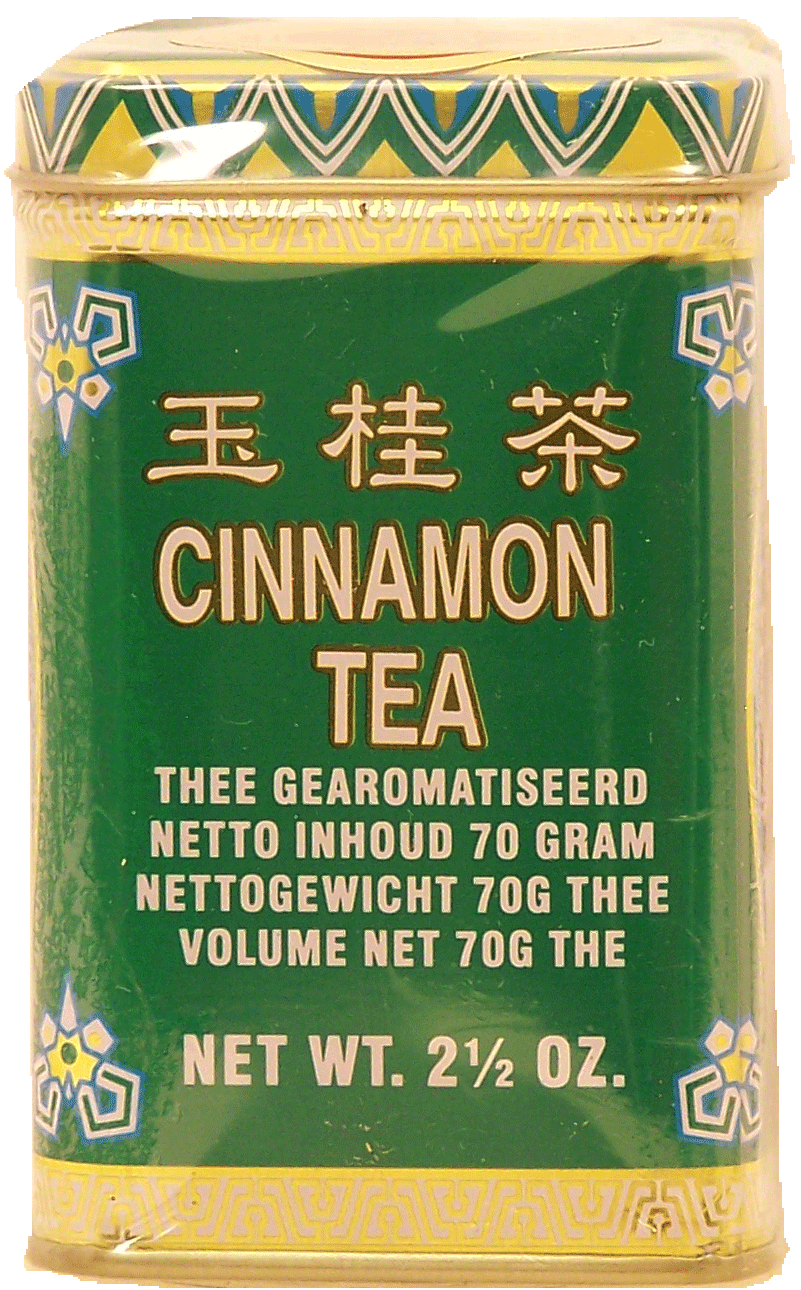 玉桂茶
CINNAMON
TEA
THEE GEAROMATISEERD
NETTO INHOUD 70 GRAM
NETTOGEWICHT 70G THEE
VOLUME NET 70G THE
NET WT. 2½ OZ.